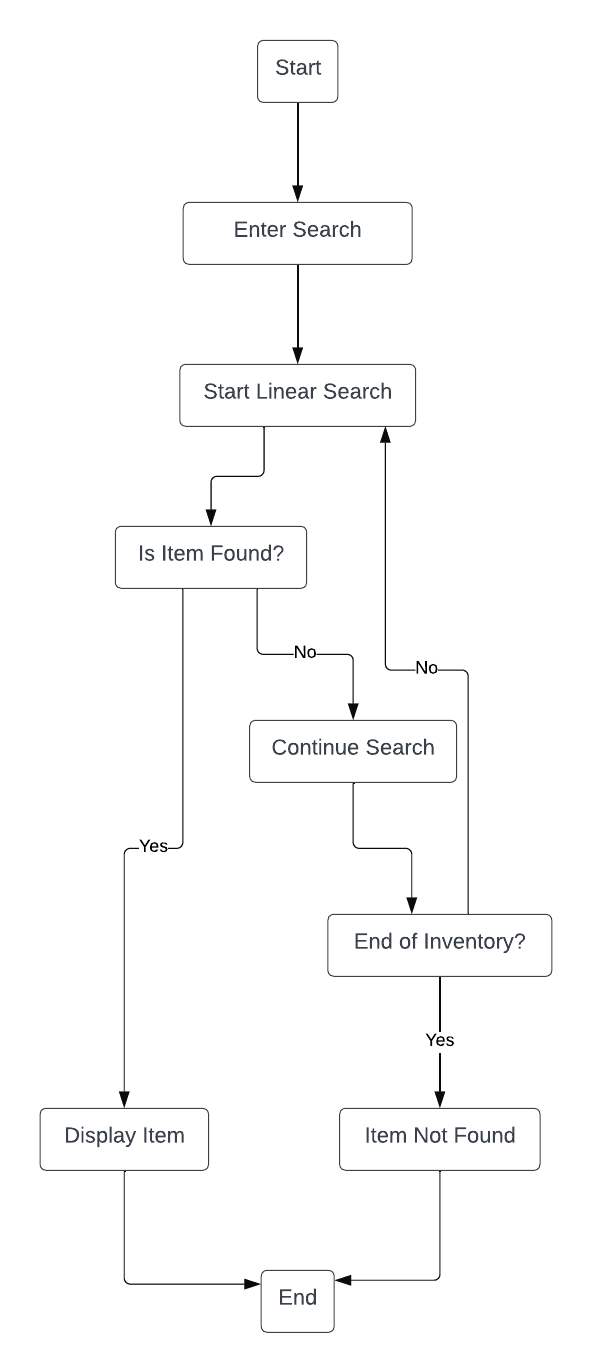 Start
Enter Search
Start Linear Search
Is Item Found?
No
No
Continue Search
Yes
End of Inventory?
Yes
Display Item
Item Not Found
End